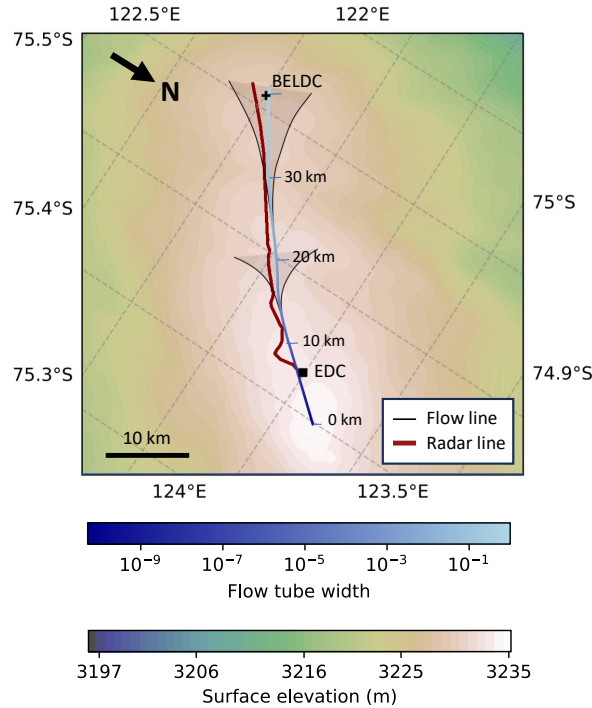 122.5°E 122°E
75.5°S
BELDC
N
30 km
75.4°S 75°S
20 km
10 km
EDC
75.3°S 74.9°S
0 km
Flow line
10 km Radar line
124°E 123.5°E
10⁻⁹ 10⁻⁷ 10⁻⁵ 10⁻³ 10⁻¹
Flow tube width
3197 3206 3216 3225 3235
Surface elevation (m)